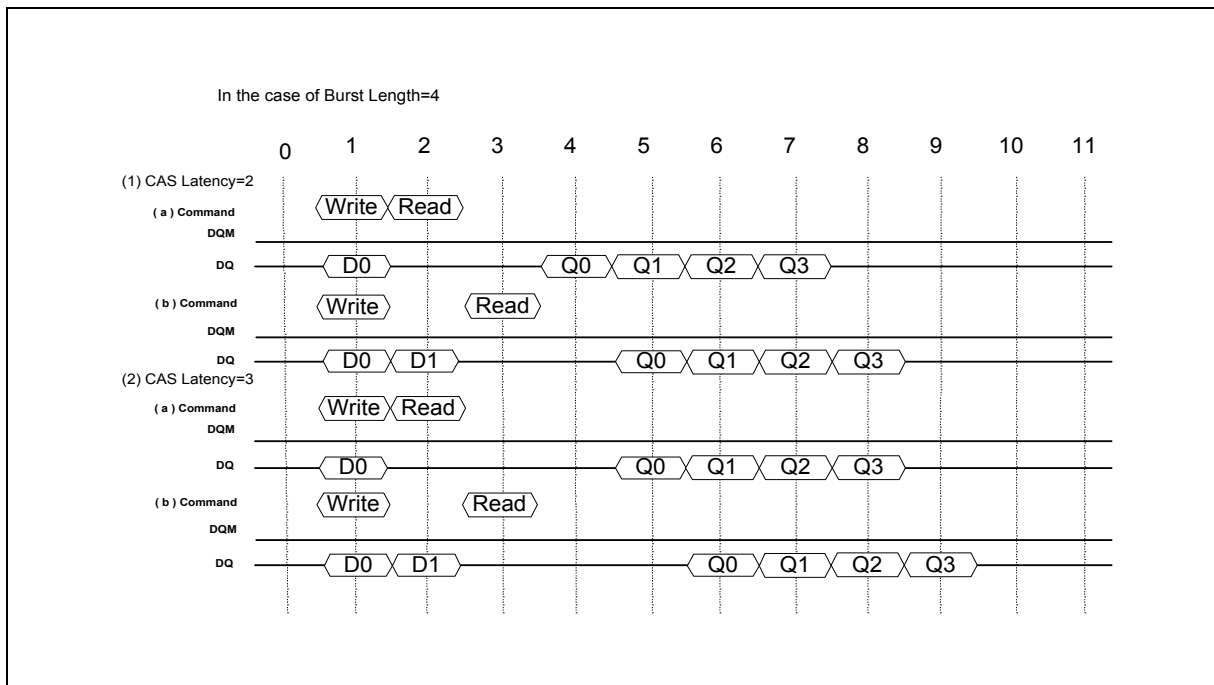 In the case of Burst Length=4
0 1 2 3 4 5 6 7 8 9 10 11
(1) CAS Latency=2
( a ) Command Write Read
DQM
DQ D0 Q0 Q1 Q2 Q3
( b ) Command Write Read
DQM
DQ D0 D1 Q0 Q1 Q2 Q3
(2) CAS Latency=3
( a ) Command Write Read
DQM
DQ D0 Q0 Q1 Q2 Q3
( b ) Command Write Read
DQM
DQ D0 D1 Q0 Q1 Q2 Q3